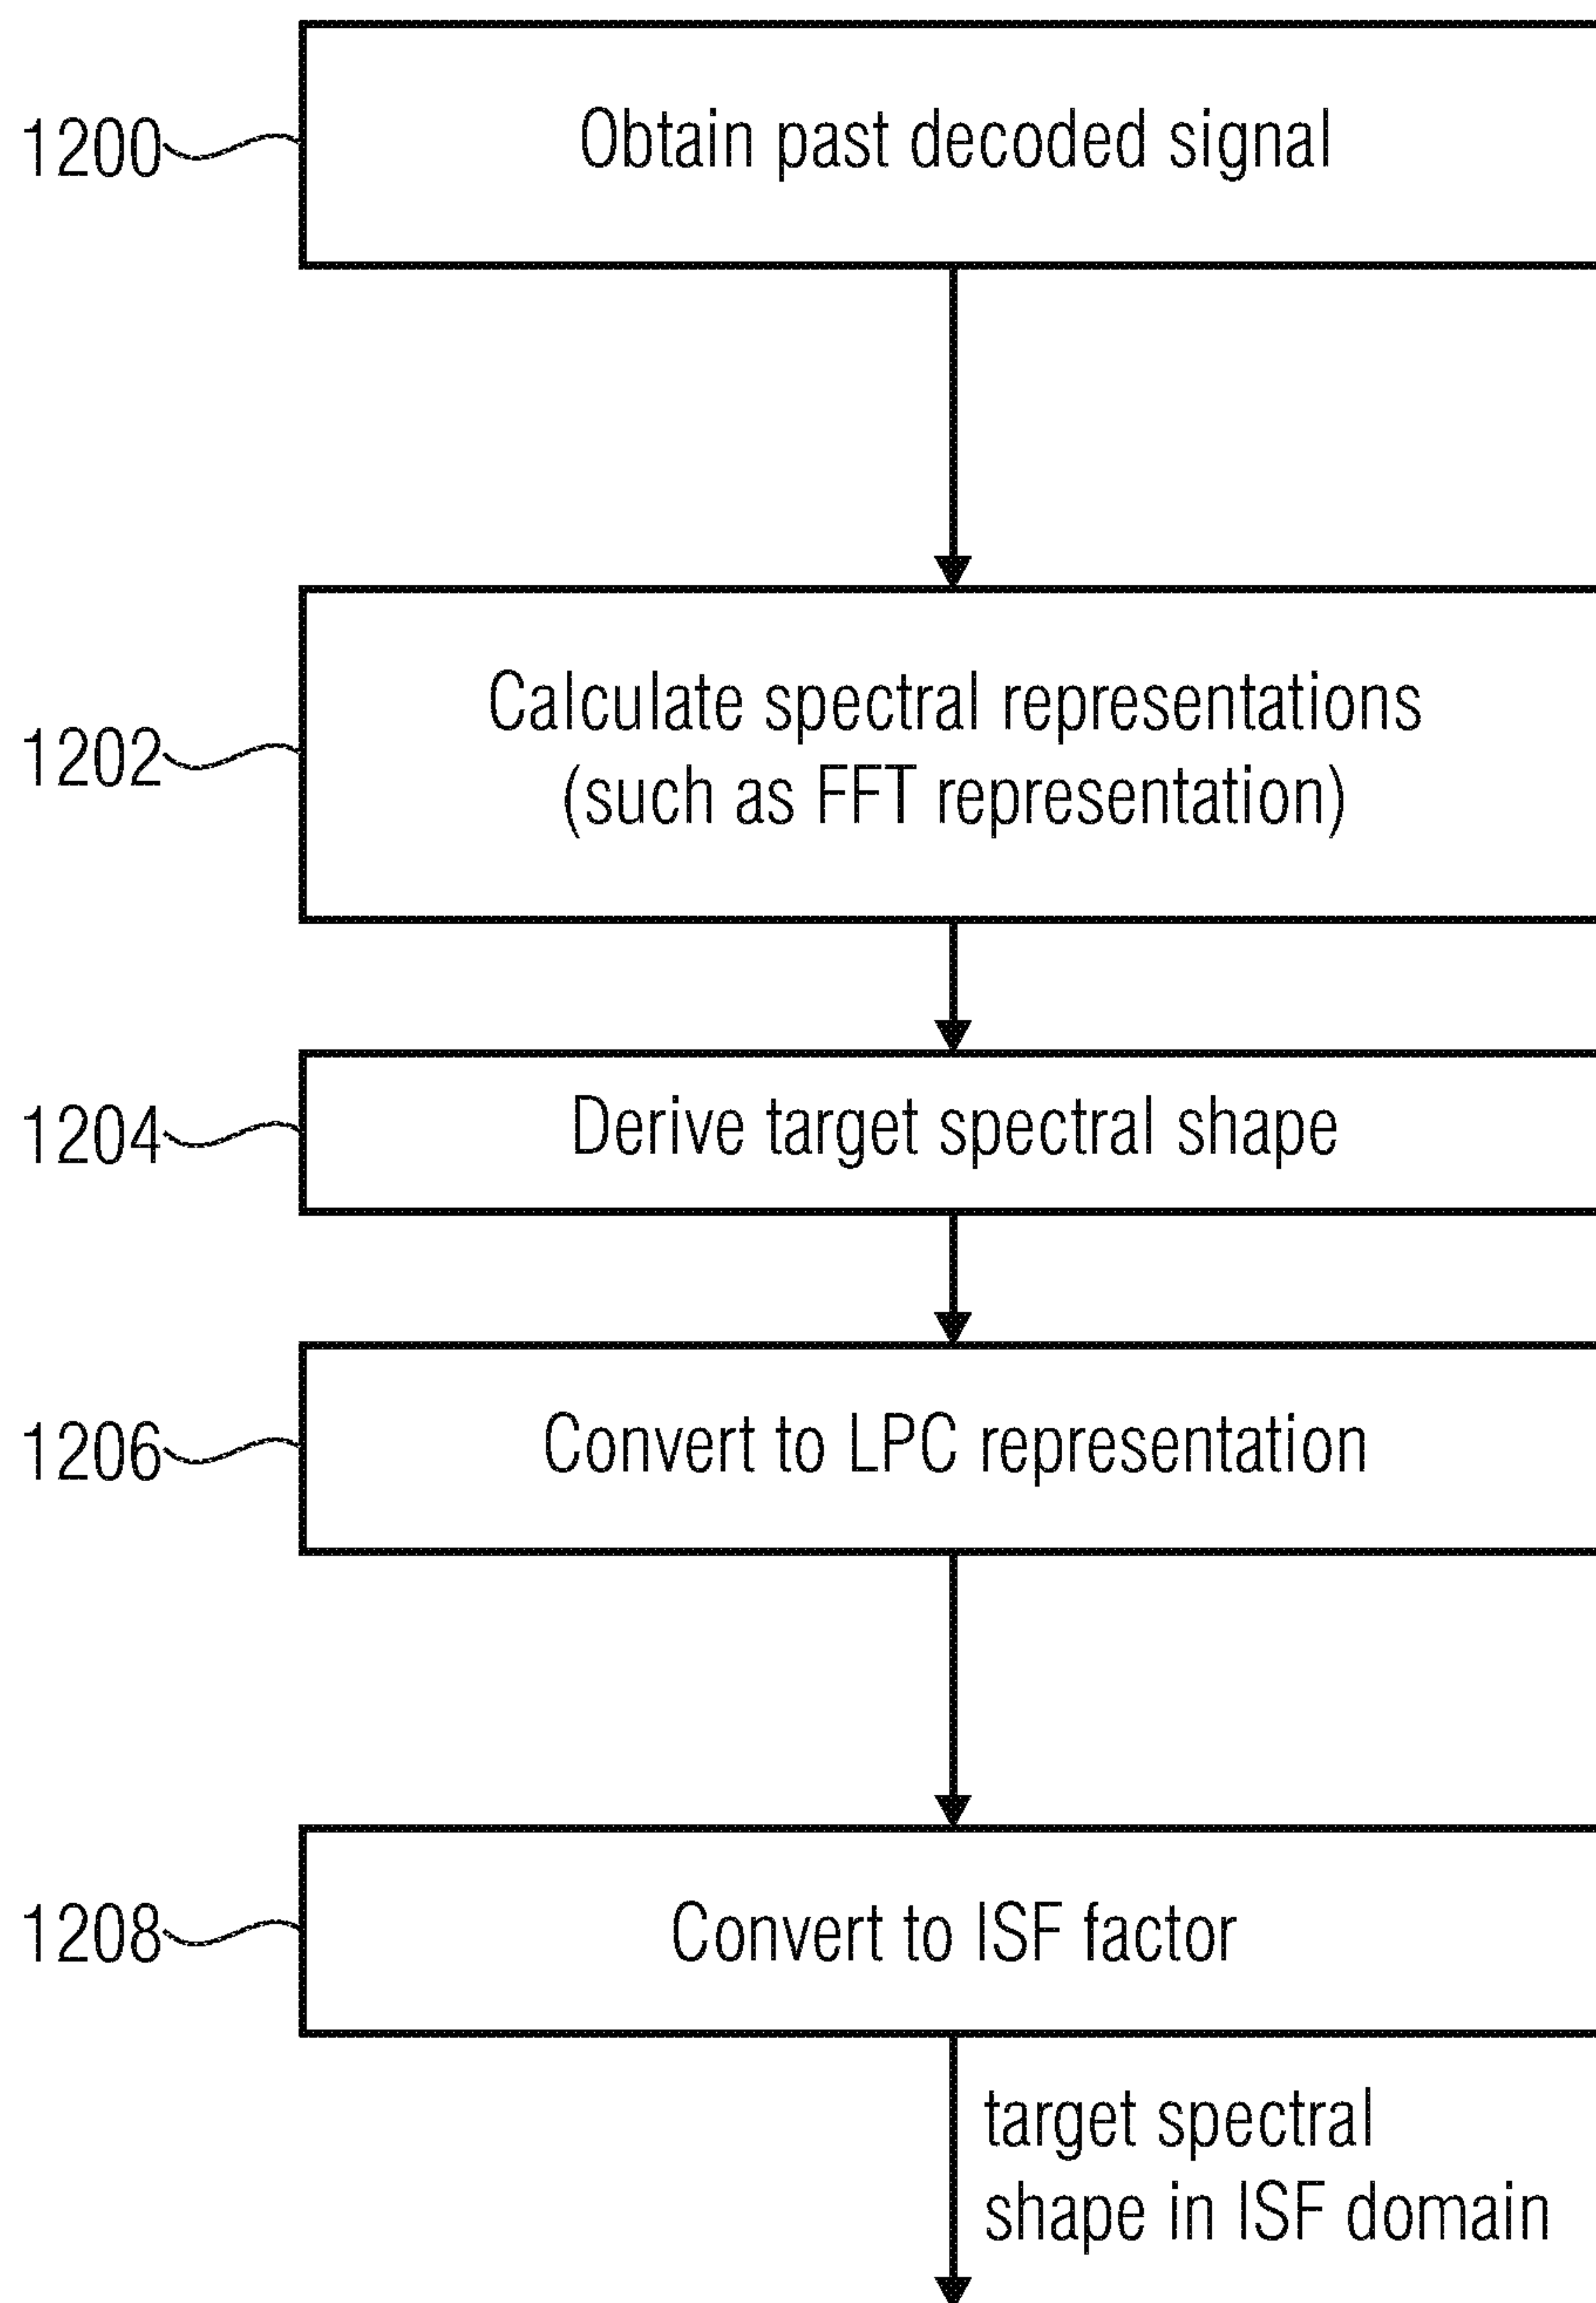 1200
Obtain past decoded signal
1202
Calculate spectral representations
(such as FFT representation)
1204
Derive target spectral shape
1206
Convert to LPC representation
1208
Convert to ISF factor
target spectral
shape in ISF domain